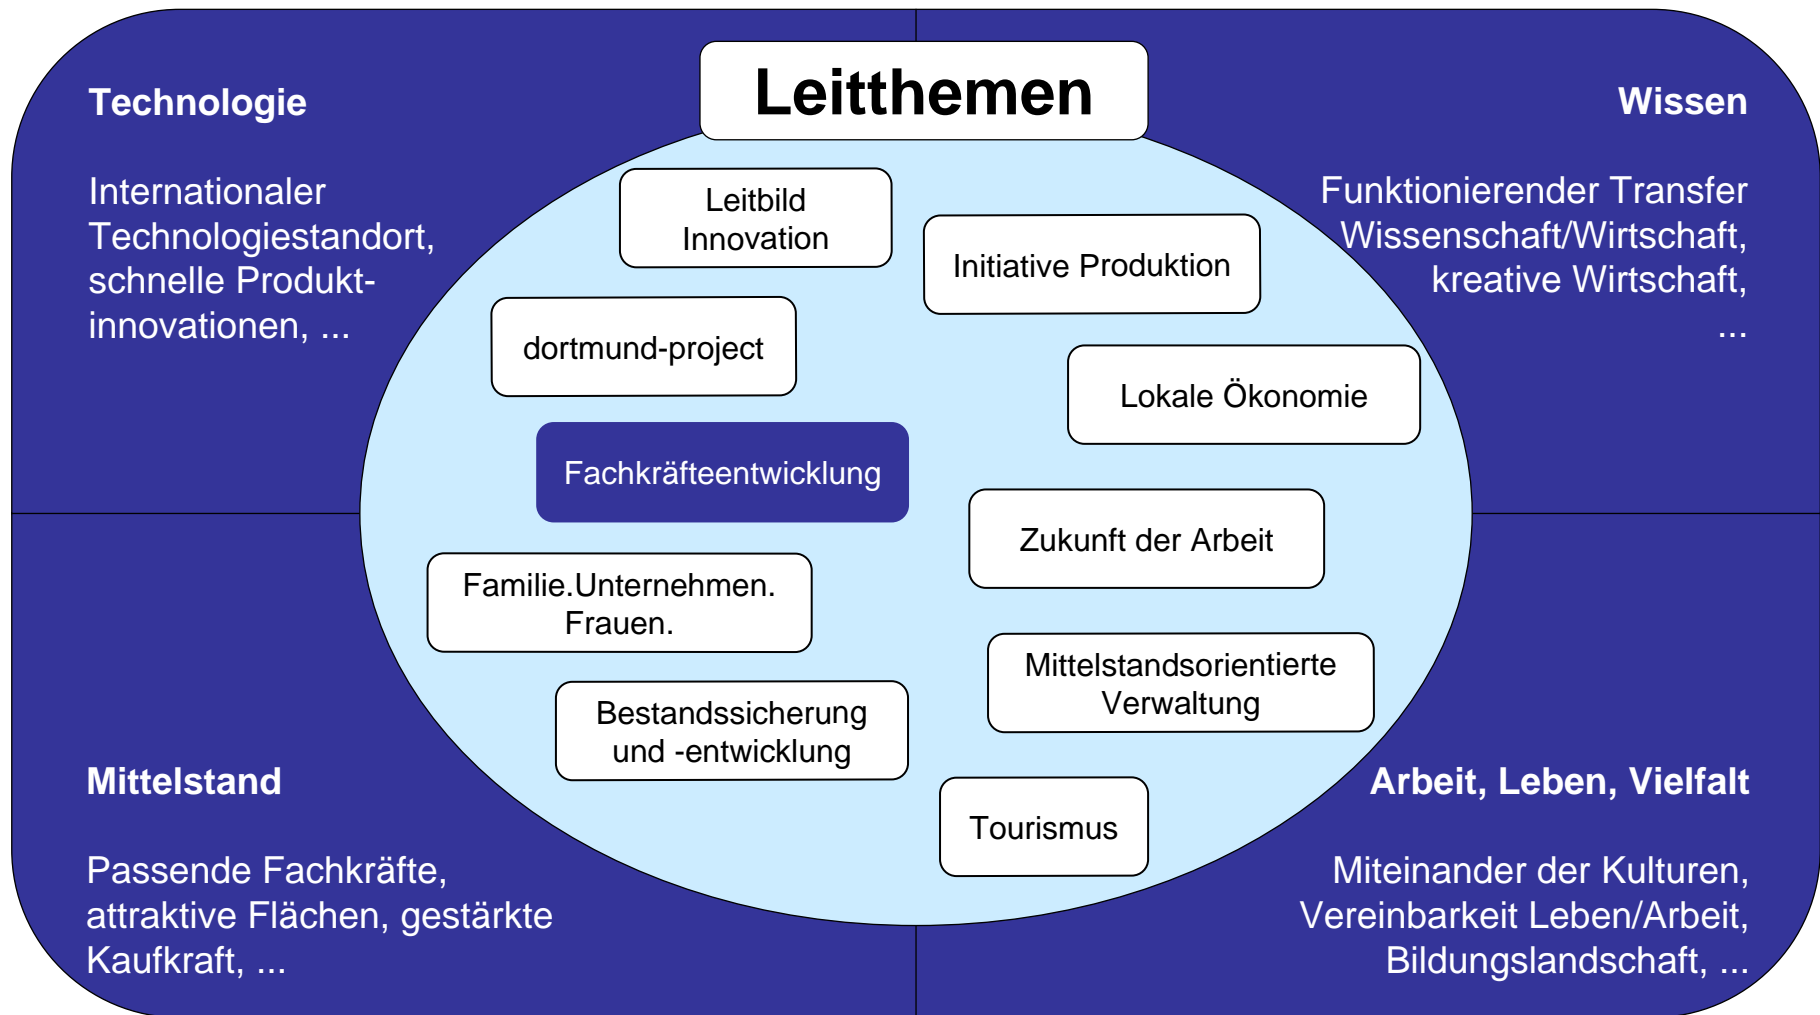 Leitthemen
Technologie
Internationaler
Technologiestandort,
schnelle Produkt-
innovationen, ...
Wissen
Funktionierender Transfer
Wissenschaft/Wirtschaft,
kreative Wirtschaft,
...
Leitbild
Innovation
Initiative Produktion
dortmund-project
Lokale Ökonomie
Fachkräfteentwicklung
Zukunft der Arbeit
Familie.Unternehmen.
Frauen.
Mittelstandsorientierte
Verwaltung
Bestandssicherung
und -entwicklung
Tourismus
Mittelstand
Passende Fachkräfte,
attraktive Flächen, gestärkte
Kaufkraft, ...
Arbeit, Leben, Vielfalt
Miteinander der Kulturen,
Vereinbarkeit Leben/Arbeit,
Bildungslandschaft, ...